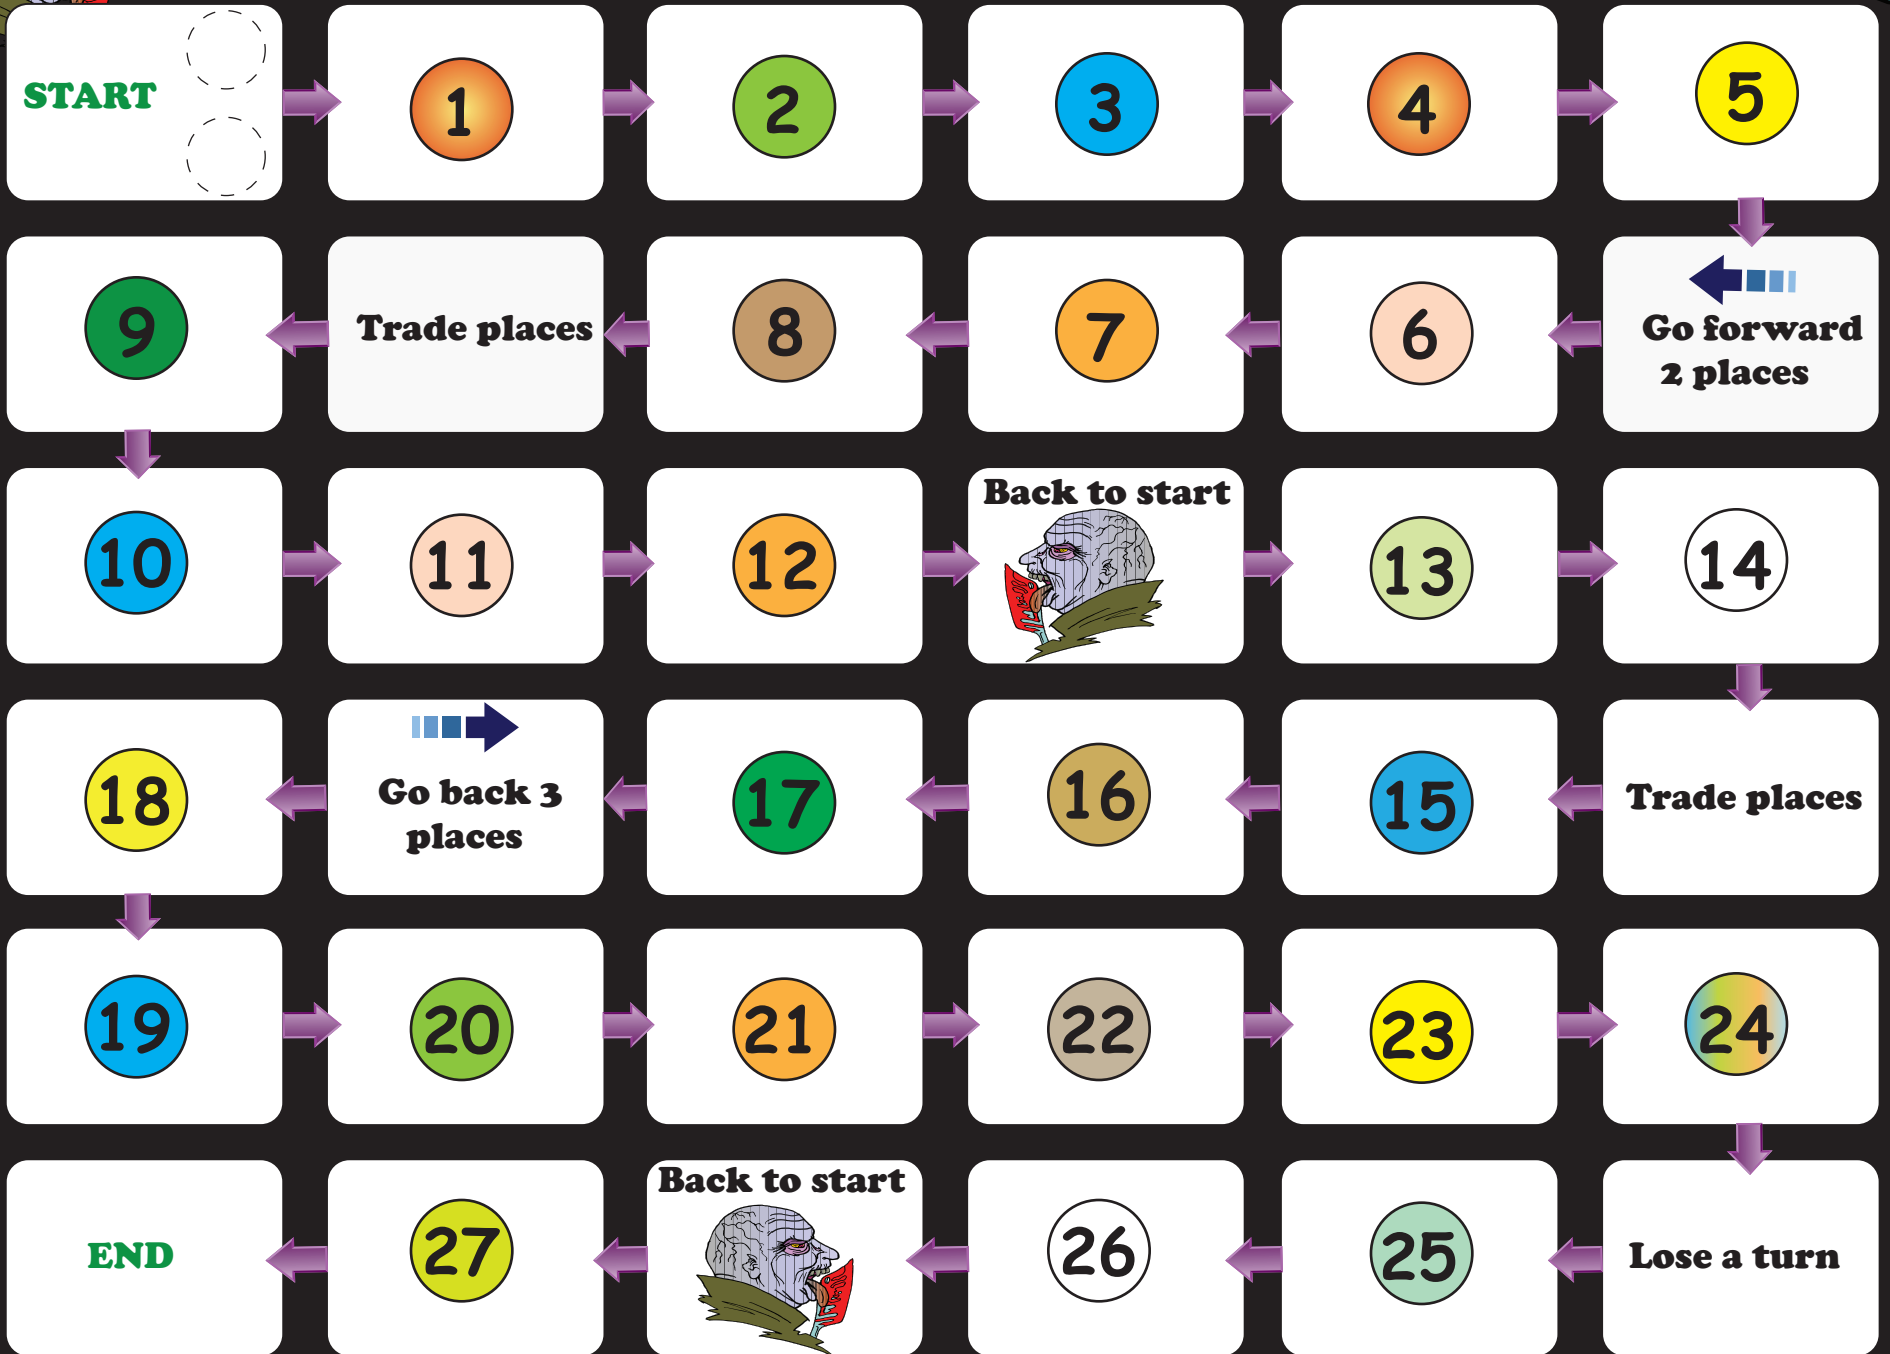 START
1
2
3
4
5
9
Trade places
8
7
6
Go forward
2 places
10
11
12
Back to start
13
14
18
Go back 3
places
17
16
15
Trade places
19
20
21
22
23
24
END
27
Back to start
26
25
Lose a turn